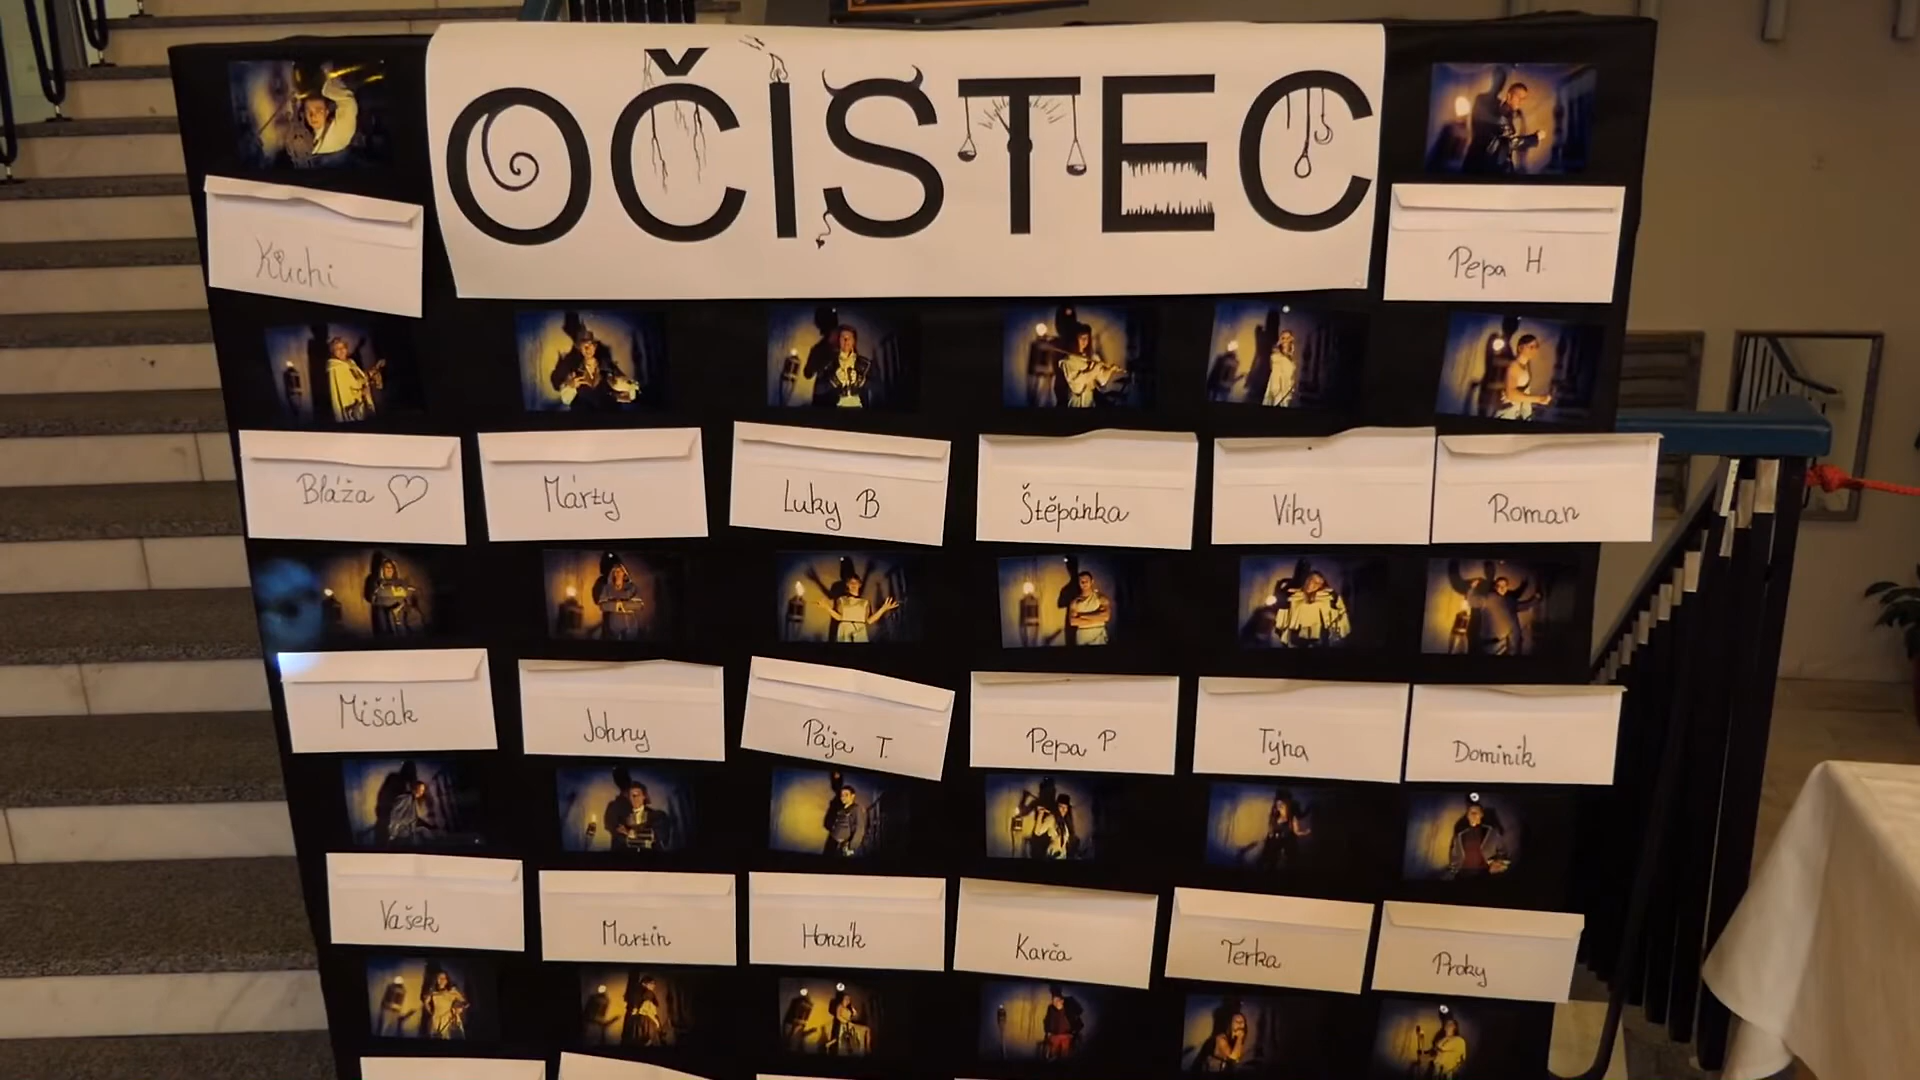 OČISTEC
Kůchi
Pepa H.
Bláža
Márty
Luky B
Štěpánka
Viky
Roman
Mišák
Johny
Pája T.
Pepa P.
Týna
Dominik
Vašek
Martin
Honzík
Karča
Terka
Proky